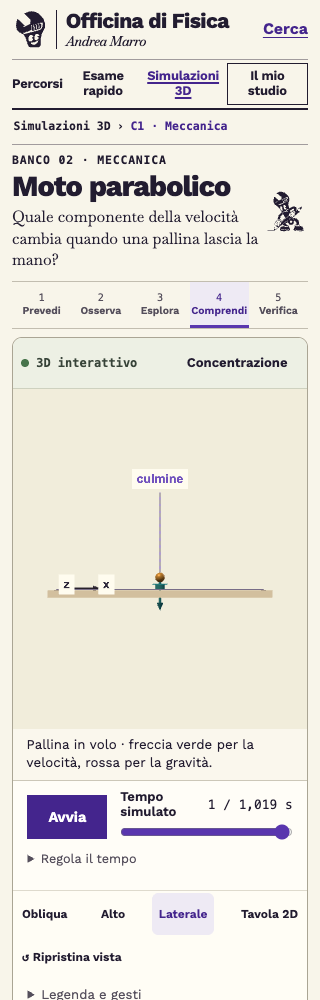 Officina di Fisica
Andrea Marro
Cerca
Percorsi
Esame rapido
Simulazioni 3D
Il mio studio
Simulazioni 3D › C1 · Meccanica
BANCO 02 · MECCANICA
Moto parabolico
Quale componente della velocità
cambia quando una pallina lascia la
mano?
1 Prevedi
2 Osserva
3 Esplora
4 Comprendi
5 Verifica
3D interattivo
Concentrazione
culmine
z
x
Pallina in volo · freccia verde per la
velocità, rossa per la gravità.
Avvia
Tempo simulato
1 / 1,019 s
▶ Regola il tempo
Obliqua
Alto
Laterale
Tavola 2D
↺ Ripristina vista
▶ Legenda e gesti